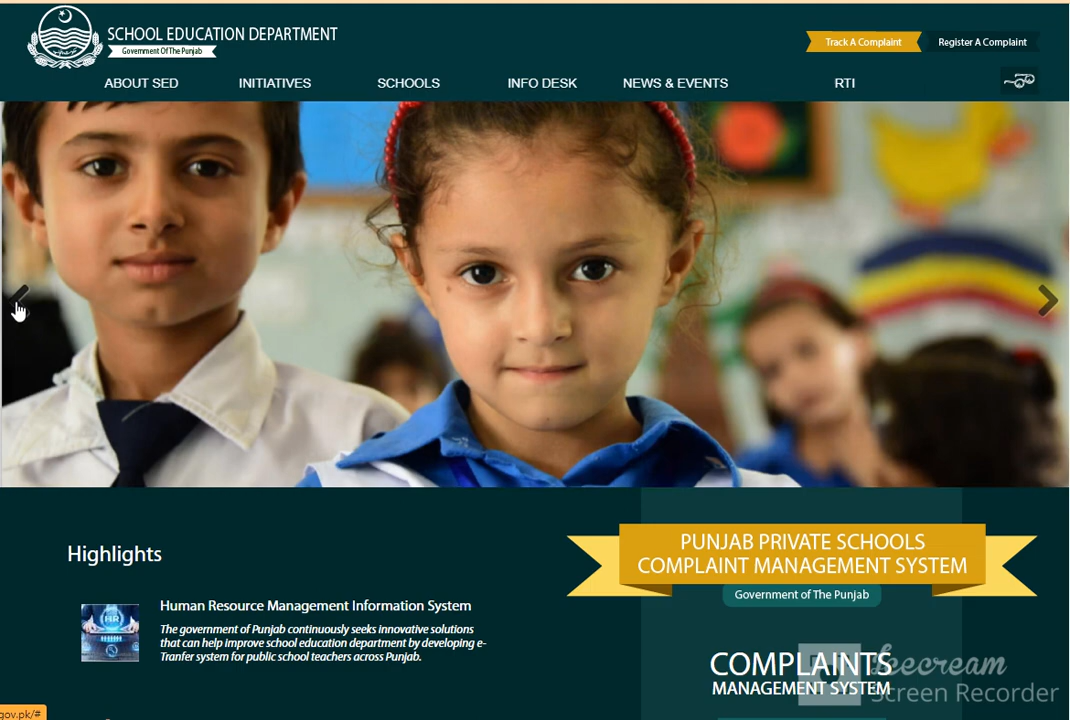 SCHOOL EDUCATION DEPARTMENT
Government Of The Punjab
Track A Complaint
Register A Complaint
ABOUT SED
INITIATIVES
SCHOOLS
INFO DESK
NEWS & EVENTS
RTI
Highlights
Human Resource Management Information System
The government of Punjab continuously seeks innovative solutions
that can help improve school education department by developing e-
Tranfer system for public school teachers across Punjab.
PUNJAB PRIVATE SCHOOLS
COMPLAINT MANAGEMENT SYSTEM
Government of The Punjab
COMPLAINTS
MANAGEMENT SYSTEM
Icecream
Screen Recorder
gov.pk/#